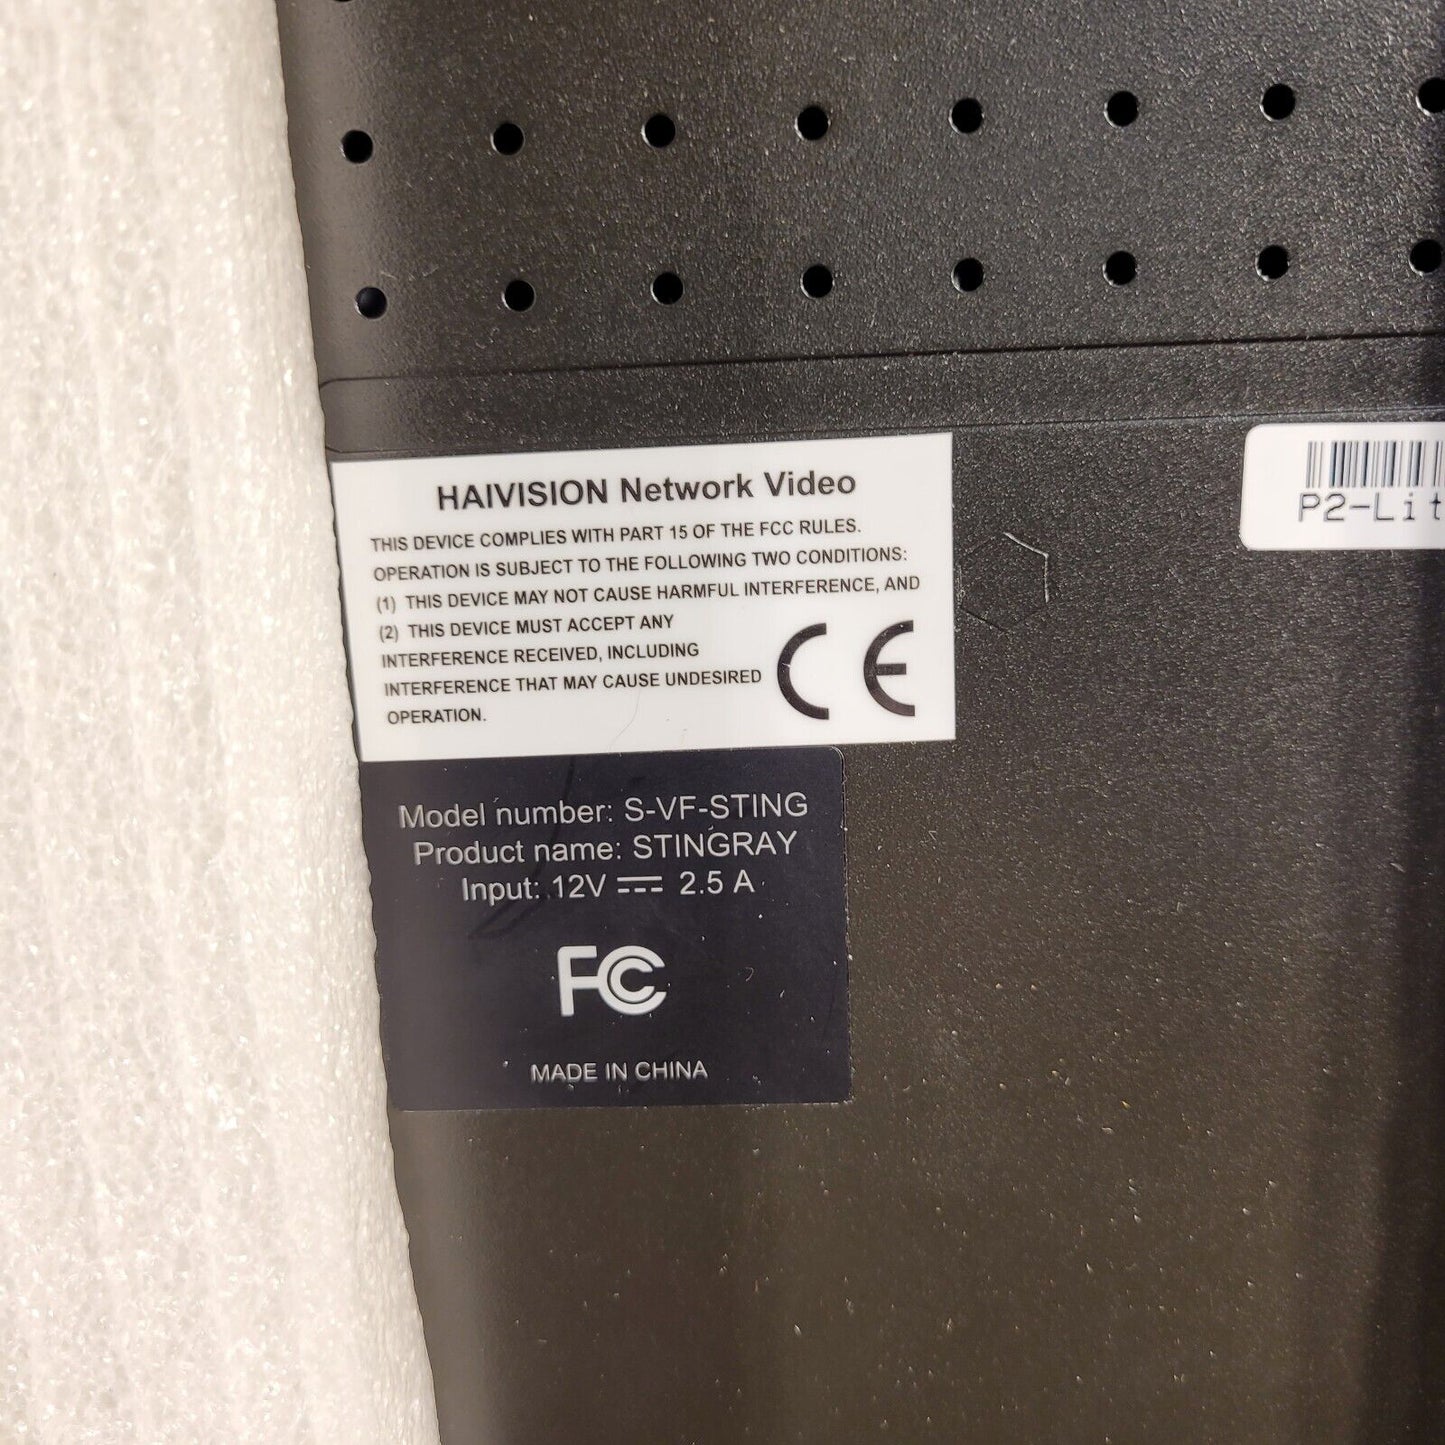 HAIVISION Network Video
THIS DEVICE COMPLIES WITH PART 15 OF THE FCC RULES.
OPERATION IS SUBJECT TO THE FOLLOWING TWO CONDITIONS:
(1) THIS DEVICE MAY NOT CAUSE HARMFUL INTERFERENCE, AND
(2) THIS DEVICE MUST ACCEPT ANY
INTERFERENCE RECEIVED, INCLUDING
INTERFERENCE THAT MAY CAUSE UNDESIRED
OPERATION.
CE
P2-Lit
Model number: S-VF-STING
Product name: STINGRAY
Input: 12V ⎓ 2.5 A
FC
MADE IN CHINA